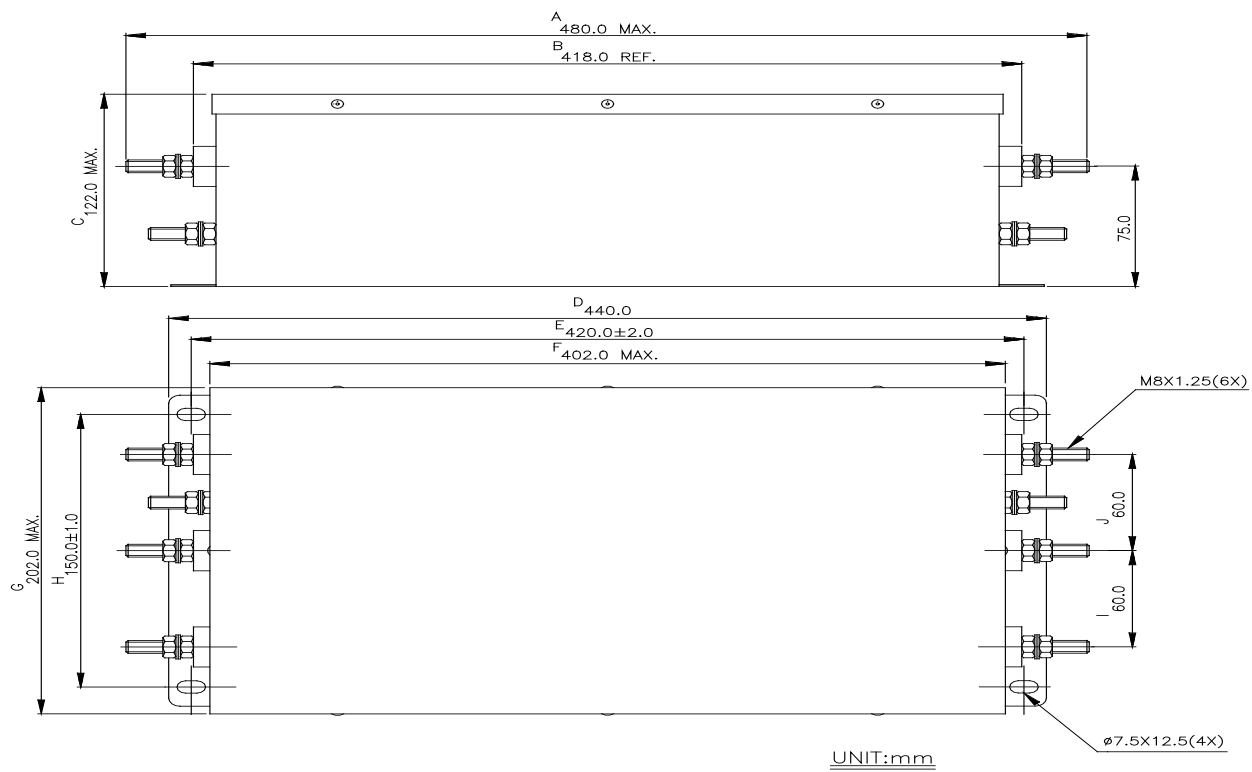 A
480.0 MAX.
B
418.0 REF.
C
122.0 MAX.
75.0
D
440.0
E
420.0±2.0
F
402.0 MAX.
M8X1.25(6X)
G
202.0 MAX.
H
150.0±1.0
J
60.0
I
60.0
ø7.5X12.5(4X)
UNIT:mm